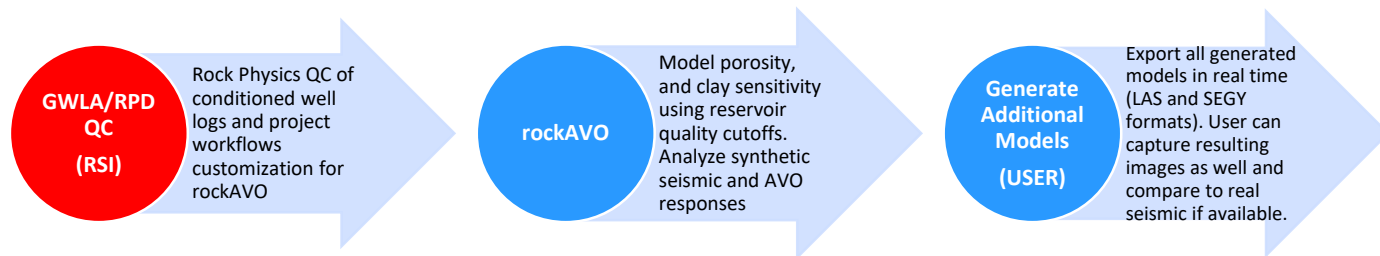 GWLA/RPD
QC
(RSI)
Rock Physics QC of
conditioned well
logs and project
workflows
customization for
rockAVO
rockAVO
Model porosity,
and clay sensitivity
using reservoir
quality cutoffs.
Analyze synthetic
seismic and AVO
responses
Generate
Additional
Models
(USER)
Export all generated
models in real time
(LAS and SEGY
formats). User can
capture resulting
images as well and
compare to real
seismic if available.